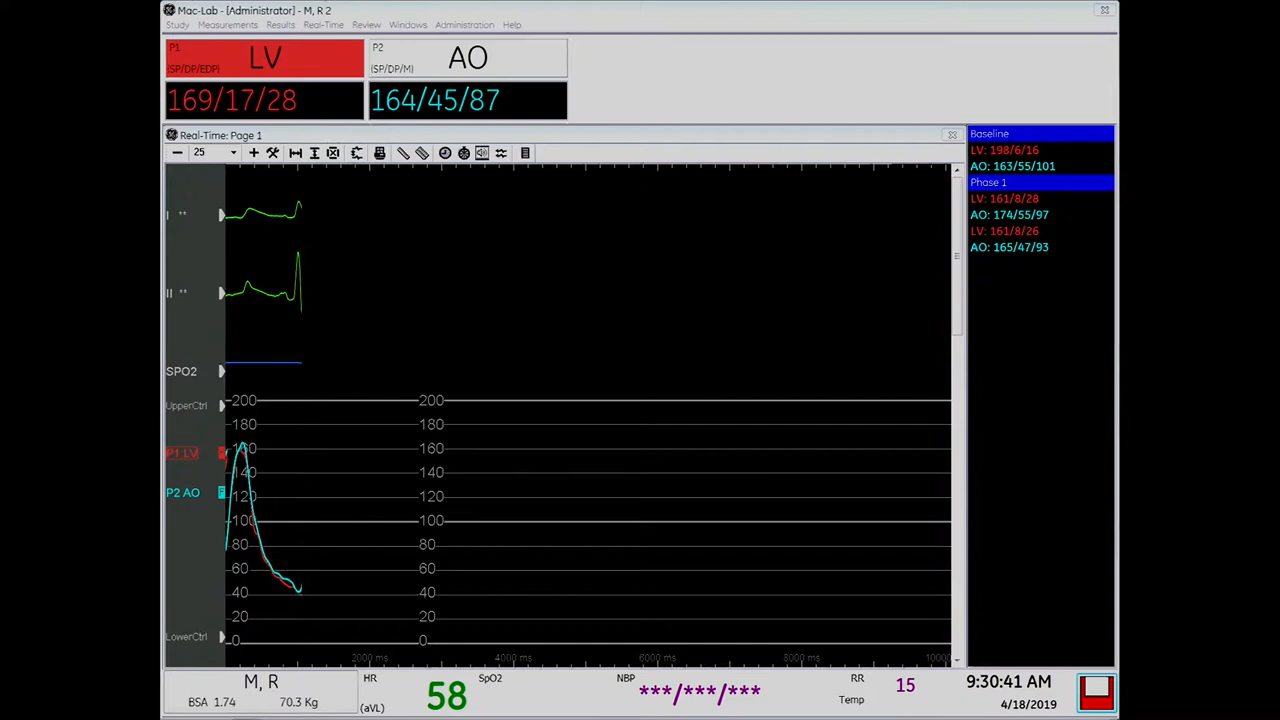 Mac-Lab - [Administrator] - M, R 2
Study Measurements Results Real-Time Review Windows Administration Help
P1 LV (SP/DP/EDP)
P2 AO (SP/DP/M)
169/17/28 164/45/87
Real-Time: Page 1
25
Baseline
LV: 198/6/16
AO: 163/55/101
Phase 1
LV: 161/8/28
AO: 174/55/97
LV: 161/8/26
AO: 165/47/93
I **
II **
SPO2
UpperCtrl
P1 LV
P2 AO
LowerCtrl
200 200
180 180
160 160
140 140
120 120
100 100
80 80
60 60
40 40
20 20
0 0
2000 ms 4000 ms 6000 ms 8000 ms 10000
M, R
BSA 1.74 70.3 Kg
HR (aVL) 58
SpO2
NBP ***/***/***
RR 15
Temp
9:30:41 AM
4/18/2019